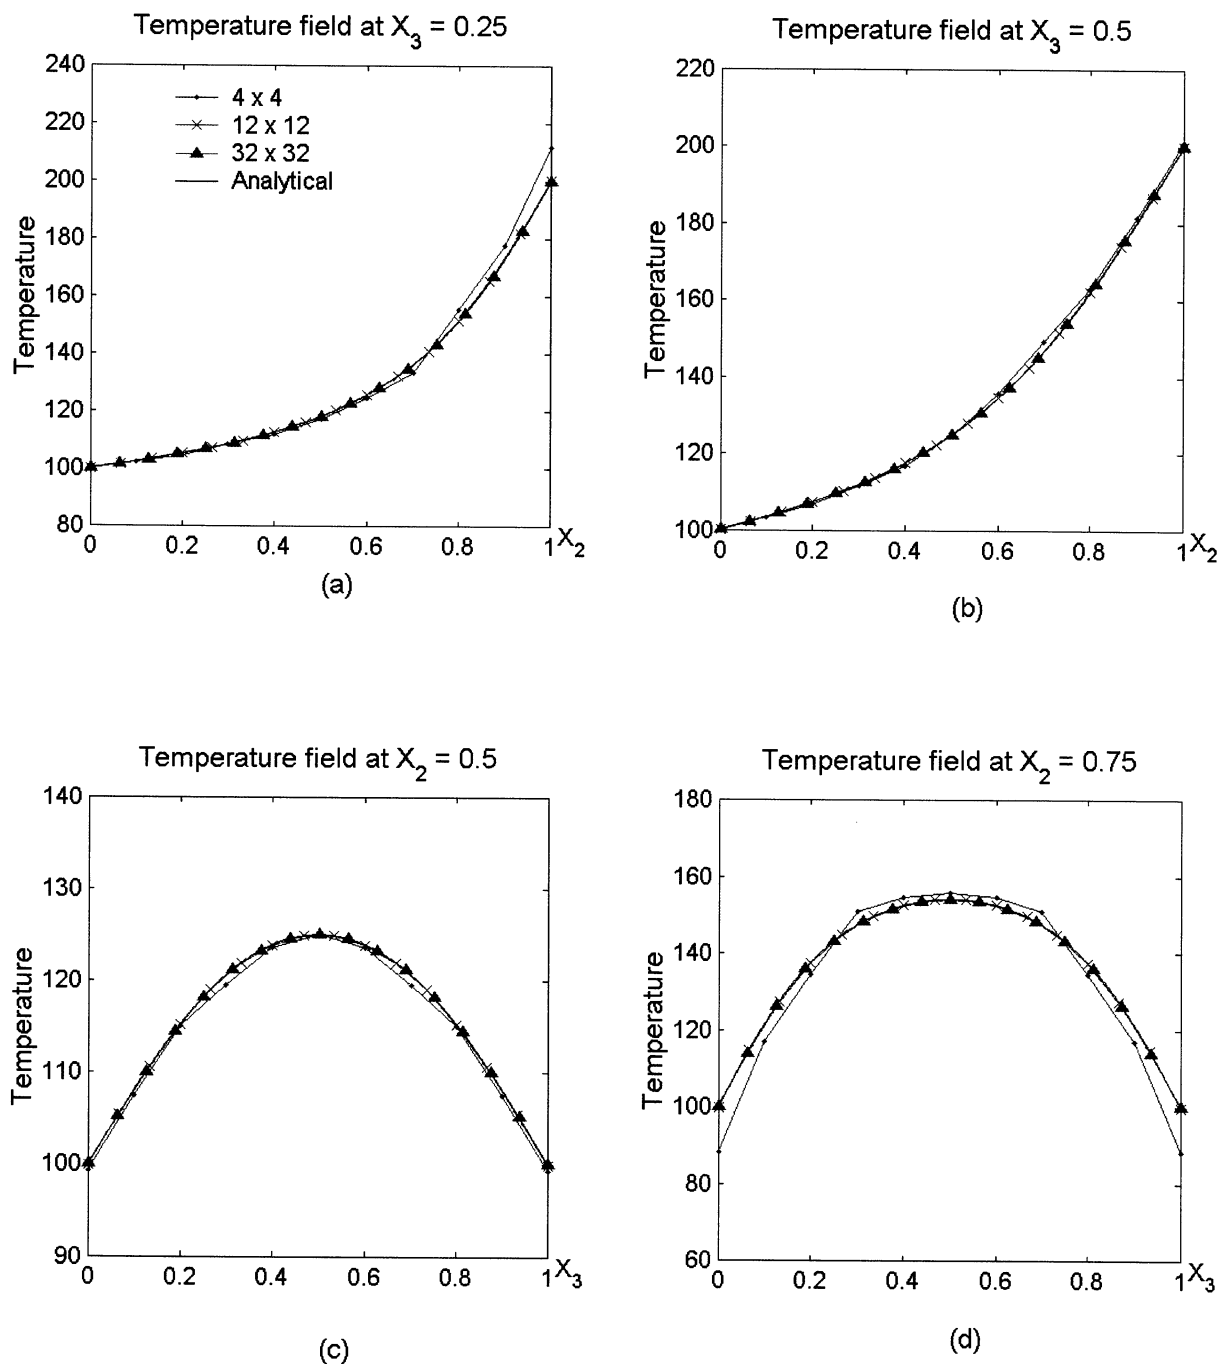 Temperature field at X3 = 0.25
240
220
200
180
160
140
120
100
80
Temperature
4 x 4
12 x 12
32 x 32
Analytical
0 0.2 0.4 0.6 0.8 1 X2
(a)
Temperature field at X3 = 0.5
220
200
180
160
140
120
100
Temperature
0 0.2 0.4 0.6 0.8 1 X2
(b)
Temperature field at X2 = 0.5
140
130
120
110
100
90
Temperature
0 0.2 0.4 0.6 0.8 1 X3
(c)
Temperature field at X2 = 0.75
180
160
140
120
100
80
60
Temperature
0 0.2 0.4 0.6 0.8 1 X3
(d)